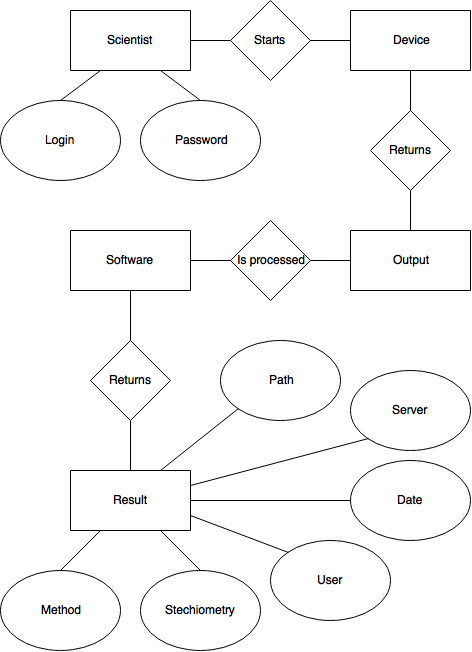 Scientist
Starts
Device
Login
Password
Returns
Software
Is processed
Output
Returns
Path
Server
Result
Date
User
Method
Stechiometry